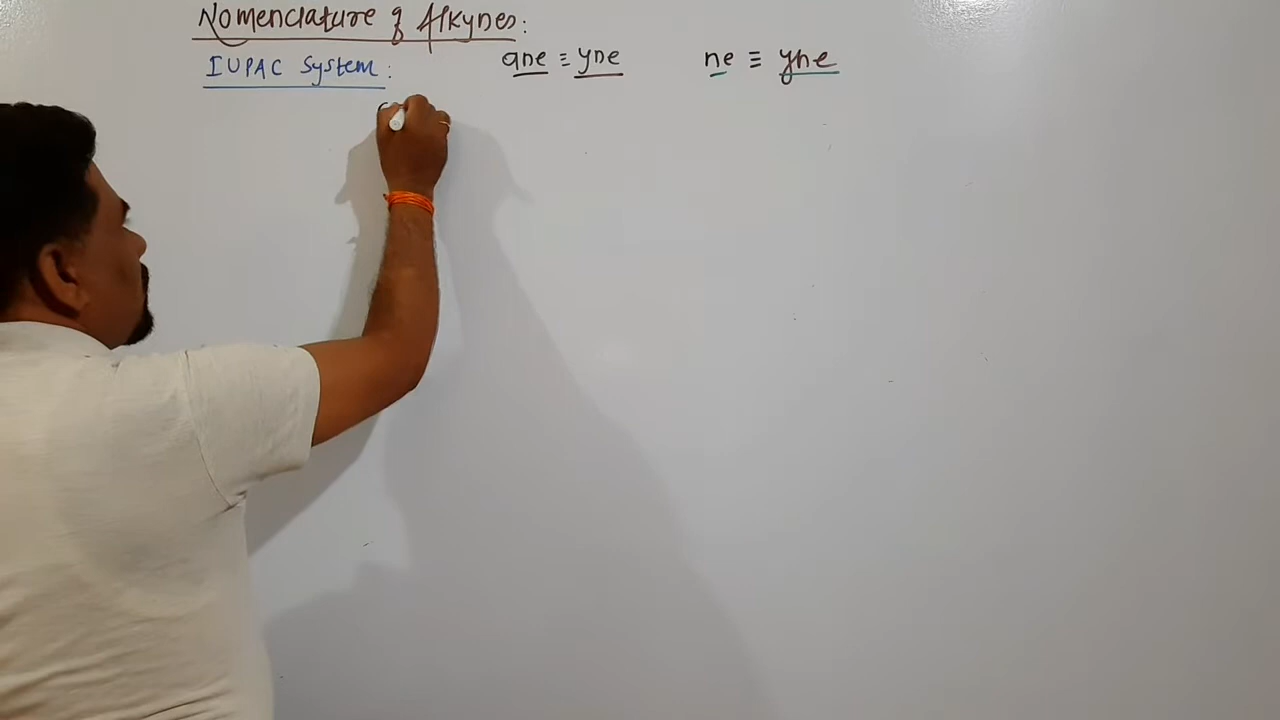 Nomenclature of Alkynes:
IUPAC System: ane ≡ yne ne ≡ yne